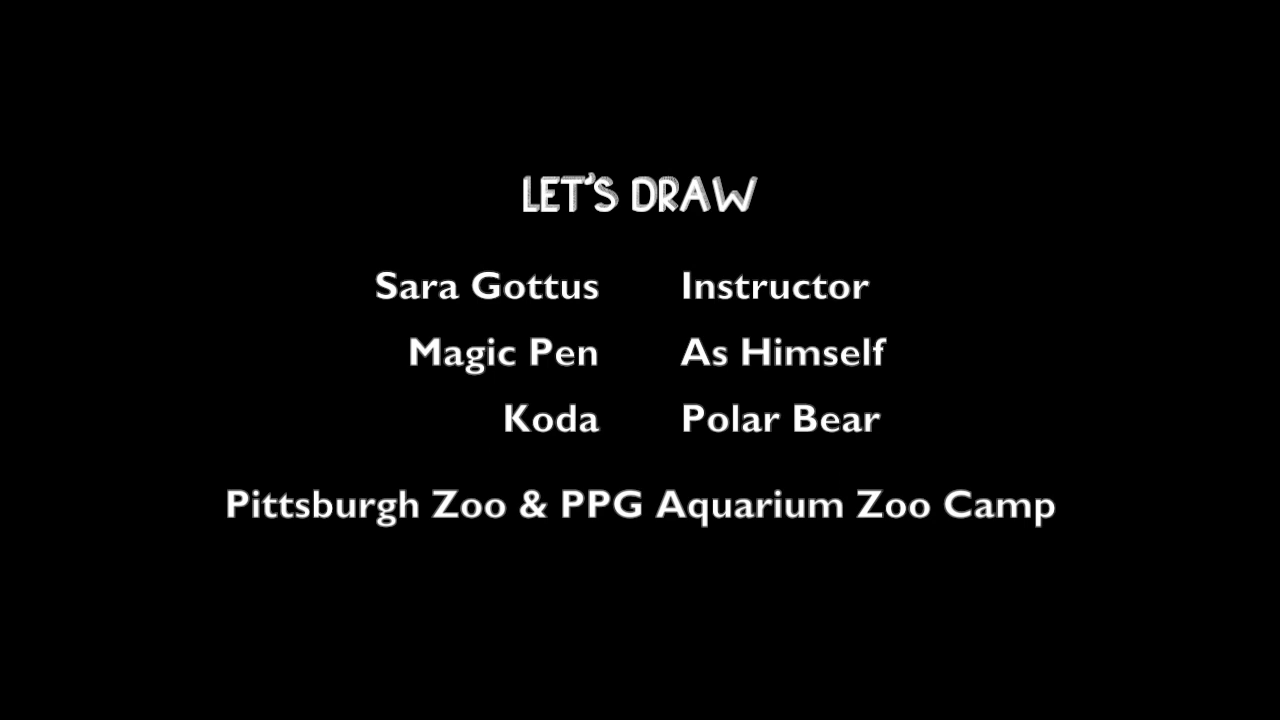 LET'S DRAW
Sara Gottus Instructor
Magic Pen As Himself
Koda Polar Bear
Pittsburgh Zoo & PPG Aquarium Zoo Camp